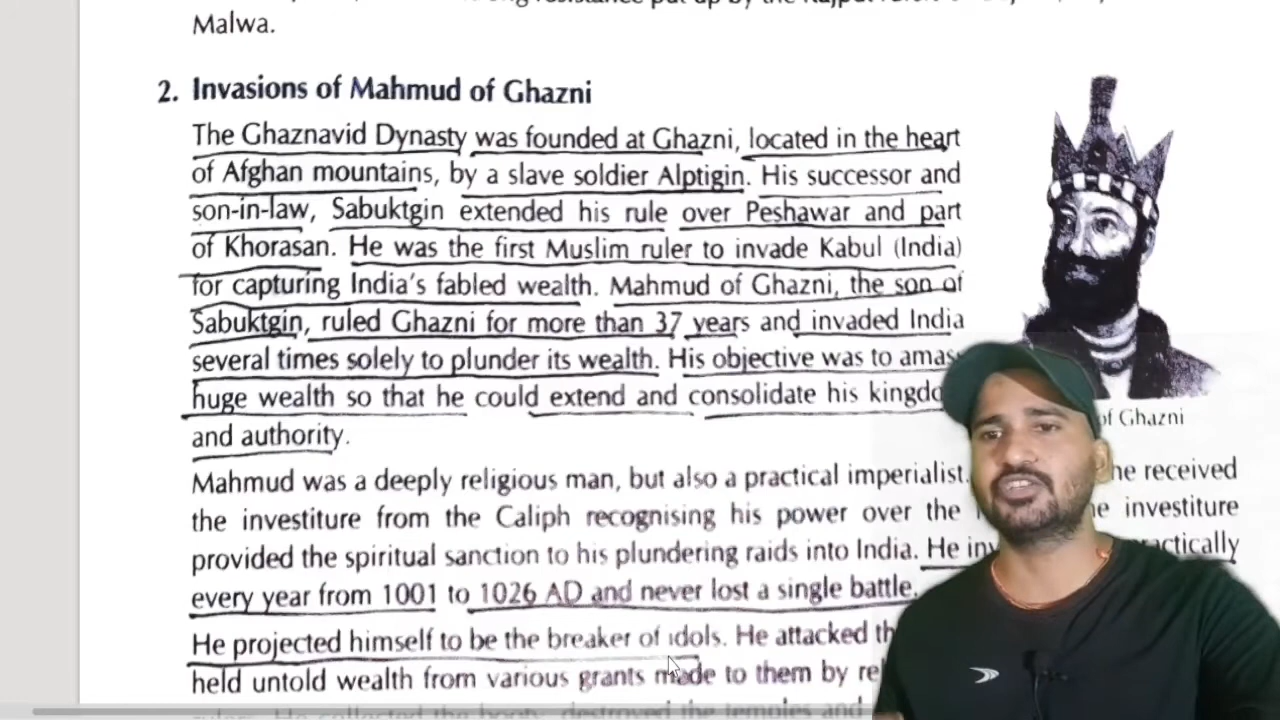 Malwa.
2. Invasions of Mahmud of Ghazni
The Ghaznavid Dynasty was founded at Ghazni, located in the heart
of Afghan mountains, by a slave soldier Alptigin. His successor and
son-in-law, Sabuktgin extended his rule over Peshawar and part
of Khorasan. He was the first Muslim ruler to invade Kabul (India)
for capturing India's fabled wealth. Mahmud of Ghazni, the son of
Sabuktgin, ruled Ghazni for more than 37 years and invaded India
several times solely to plunder its wealth. His objective was to amas
huge wealth so that he could extend and consolidate his kingdo
and authority.
of Ghazni
Mahmud was a deeply religious man, but also a practical imperialist. he received
the investiture from the Caliph recognising his power over the investiture
provided the spiritual sanction to his plundering raids into India. He
every year from 1001 to 1026 AD and never lost a single battle.
He projected himself to be the breaker of idols. He attacked
held untold wealth from various grants made to them by
He collected the booty, destroyed the temples and